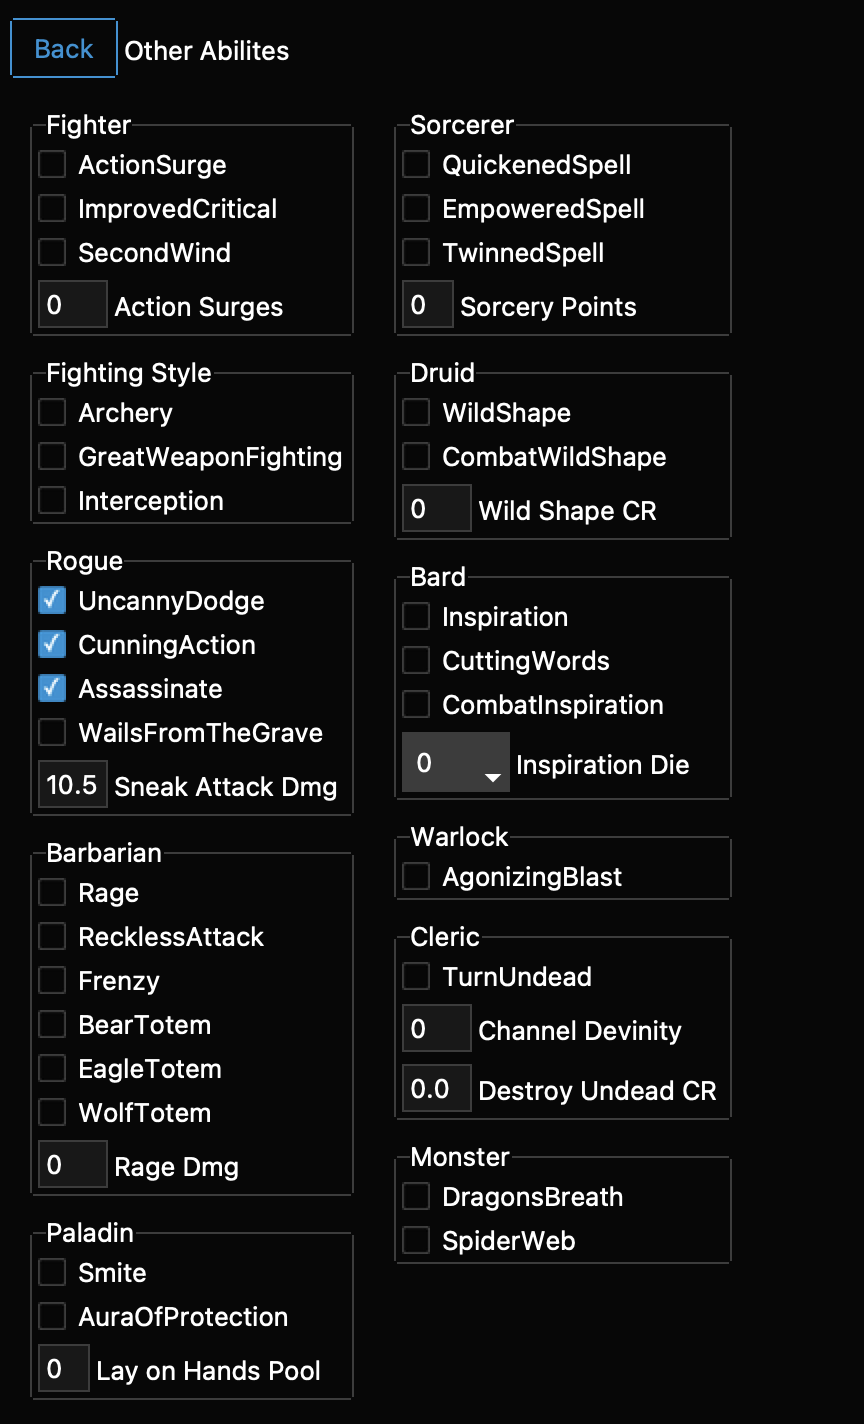 Back Other Abilites
Fighter
ActionSurge
ImprovedCritical
SecondWind
0 Action Surges
Fighting Style
Archery
GreatWeaponFighting
Interception
Rogue
UncannyDodge
CunningAction
Assassinate
WailsFromTheGrave
10.5 Sneak Attack Dmg
Barbarian
Rage
RecklessAttack
Frenzy
BearTotem
EagleTotem
WolfTotem
0 Rage Dmg
Paladin
Smite
AuraOfProtection
0 Lay on Hands Pool
Sorcerer
QuickenedSpell
EmpoweredSpell
TwinnedSpell
0 Sorcery Points
Druid
WildShape
CombatWildShape
0 Wild Shape CR
Bard
Inspiration
CuttingWords
CombatInspiration
0 Inspiration Die
Warlock
AgonizingBlast
Cleric
TurnUndead
0 Channel Devinity
0.0 Destroy Undead CR
Monster
DragonsBreath
SpiderWeb